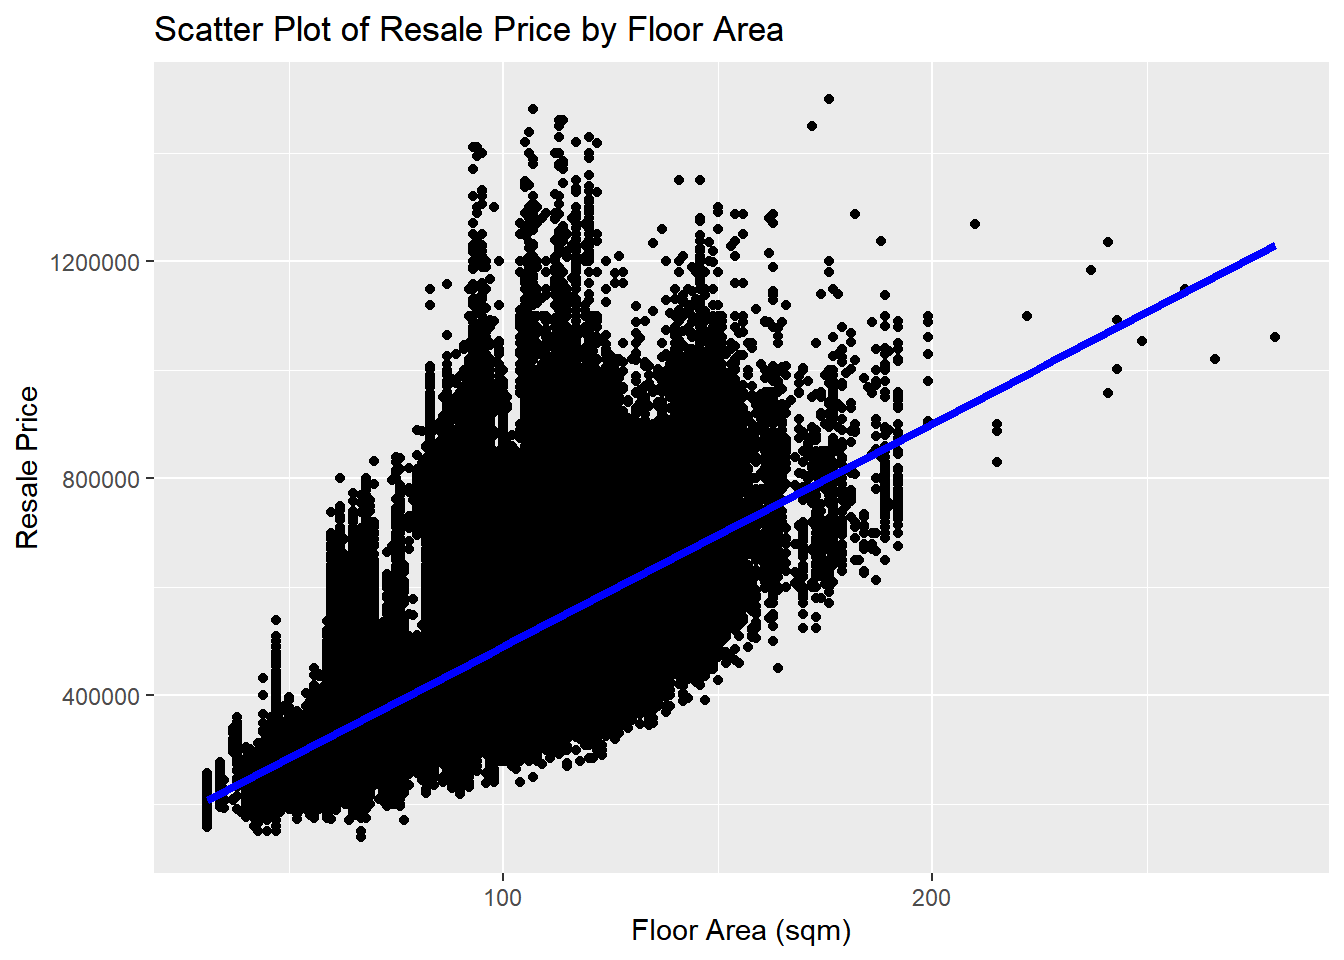 Scatter Plot of Resale Price by Floor Area
Resale Price
1200000
800000
400000
100
200
Floor Area (sqm)